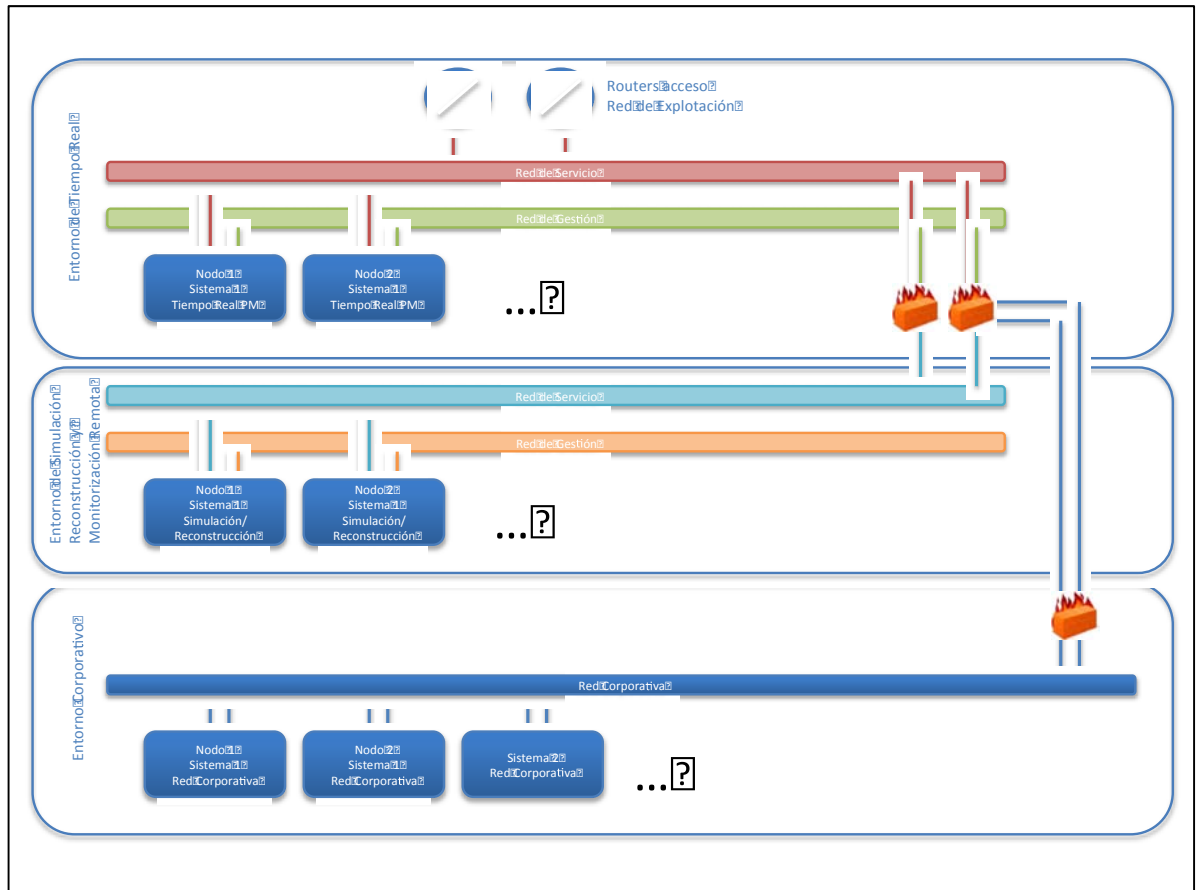 Routers acceso
Red de Explotación
Entorno de Tiempo Real
Red de Servicio
Red de Gestión
Nodo 1
Sistema 1
Tiempo Real PM
Nodo 2
Sistema 1
Tiempo Real PM
...
Entorno de Simulación
Reconstrucción y
Monitorización Remota
Red de Servicio
Red de Gestión
Nodo 1
Sistema 1
Simulación/
Reconstrucción
Nodo 2
Sistema 1
Simulación/
Reconstrucción
...
Entorno Corporativo
Red Corporativa
Nodo 1
Sistema 1
Red Corporativa
Nodo 2
Sistema 1
Red Corporativa
Sistema 2
Red Corporativa
...